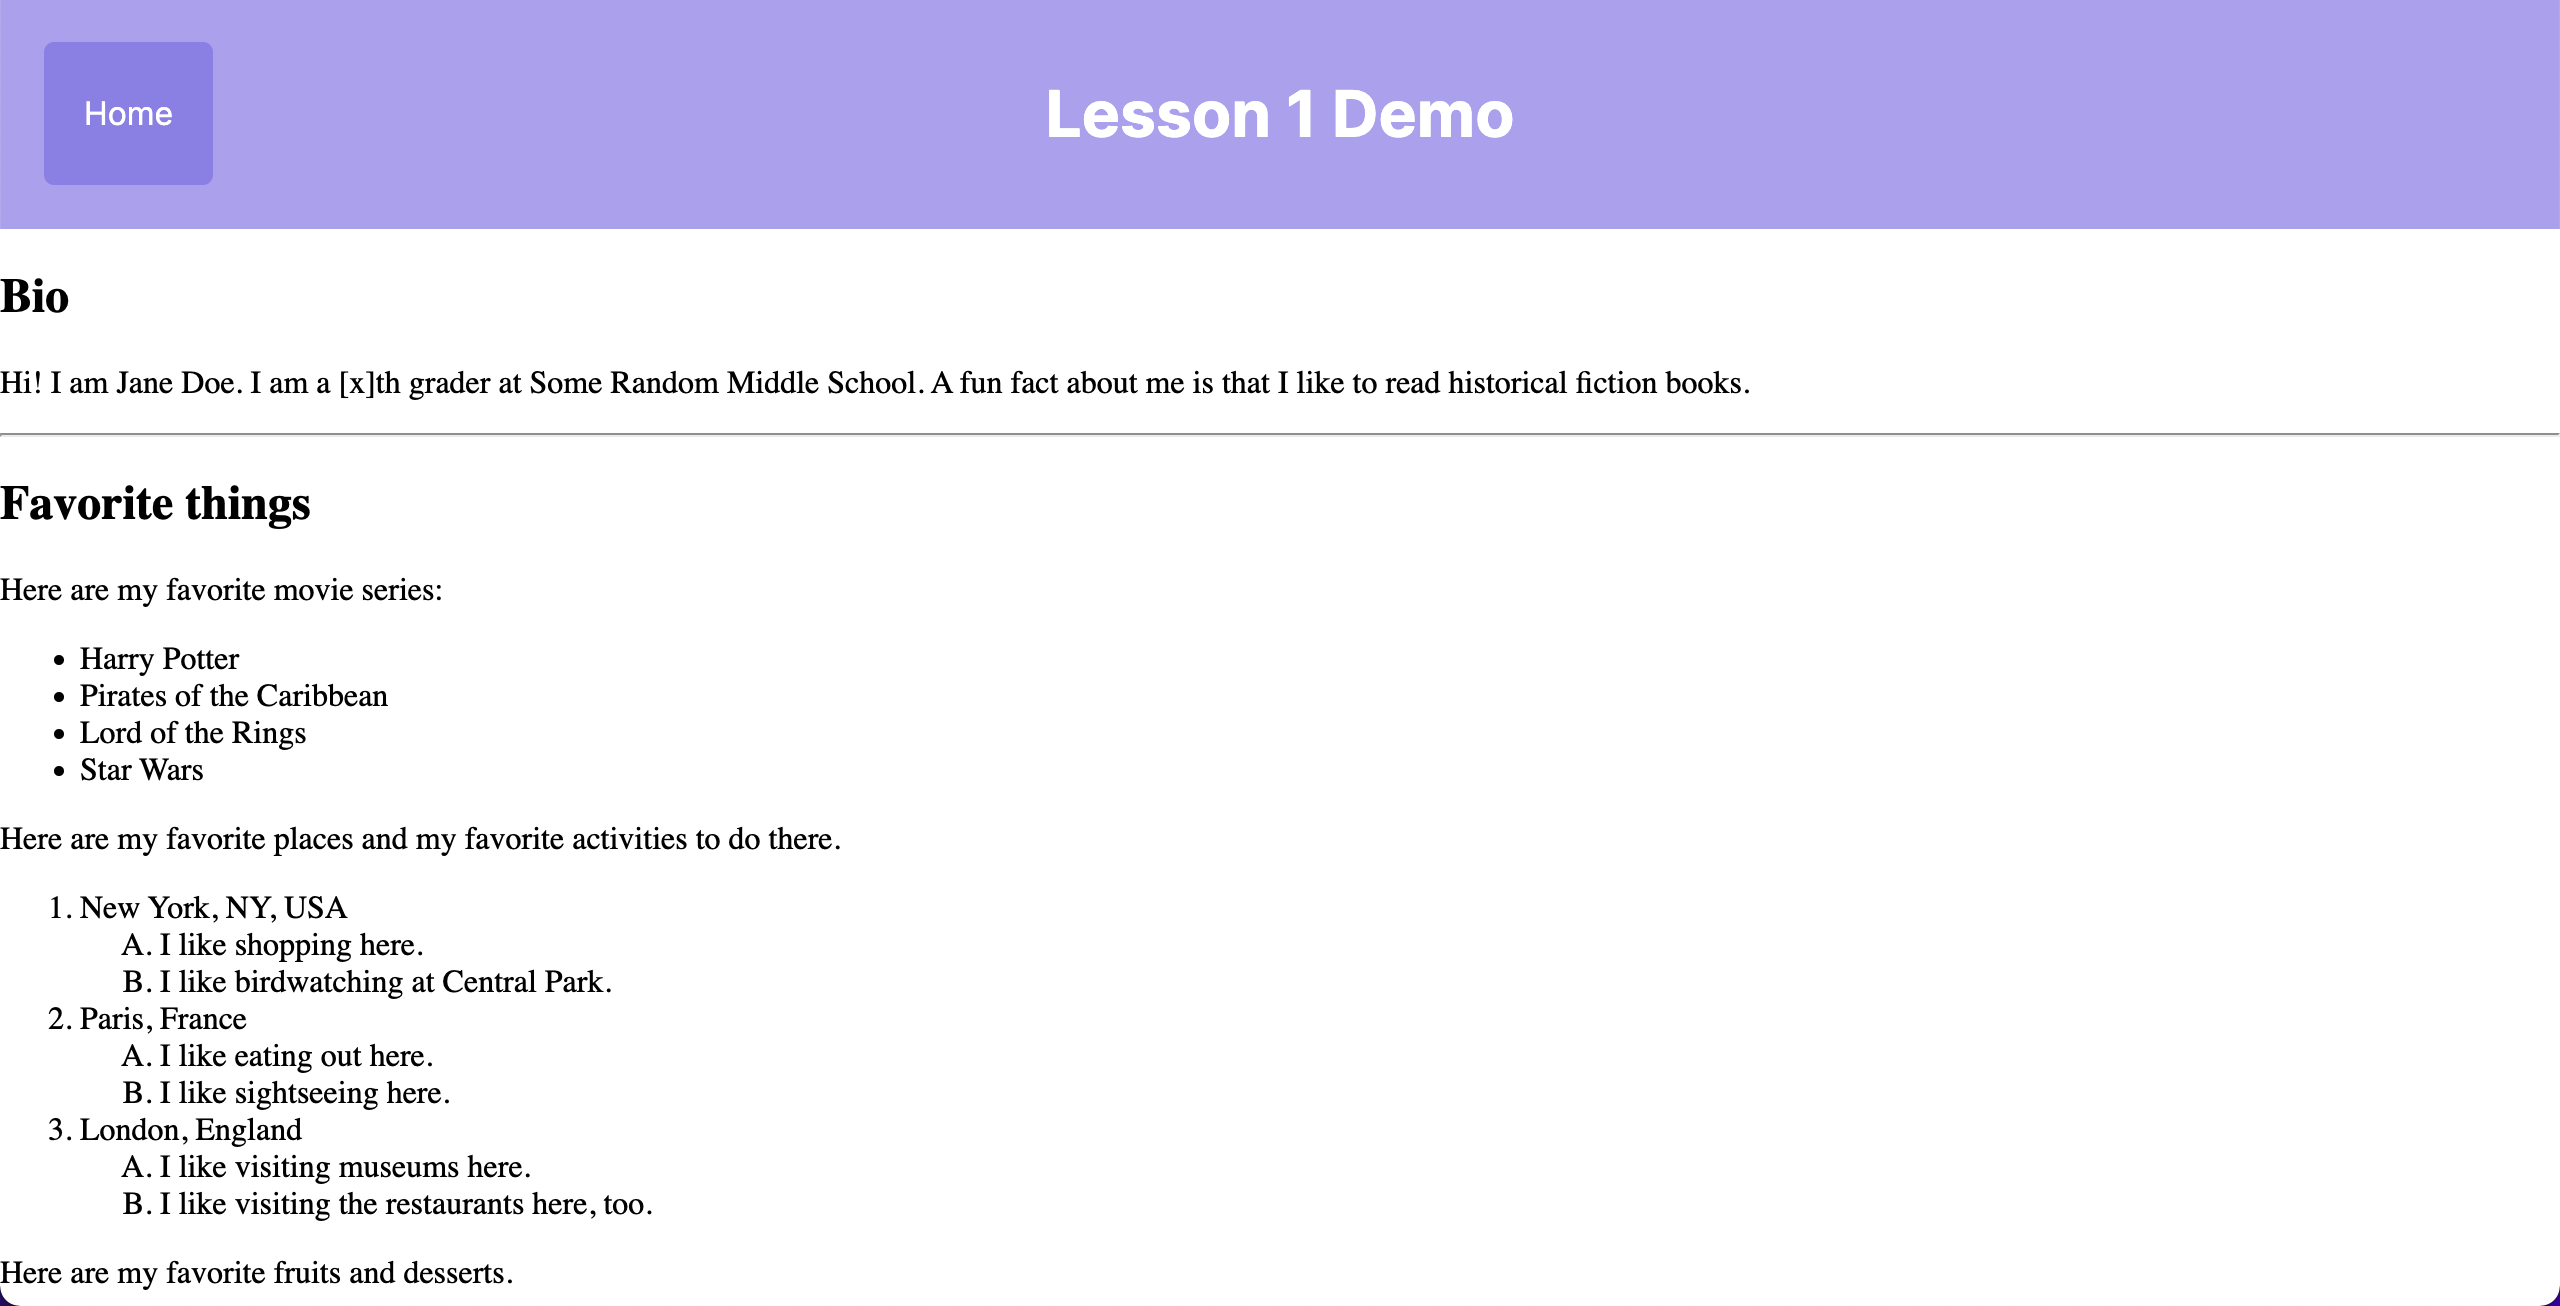 Home
Lesson 1 Demo
Bio
Hi! I am Jane Doe. I am a [x]th grader at Some Random Middle School. A fun fact about me is that I like to read historical fiction books.
Favorite things
Here are my favorite movie series:
• Harry Potter
• Pirates of the Caribbean
• Lord of the Rings
• Star Wars
Here are my favorite places and my favorite activities to do there.
1. New York, NY, USA
A. I like shopping here.
B. I like birdwatching at Central Park.
2. Paris, France
A. I like eating out here.
B. I like sightseeing here.
3. London, England
A. I like visiting museums here.
B. I like visiting the restaurants here, too.
Here are my favorite fruits and desserts.